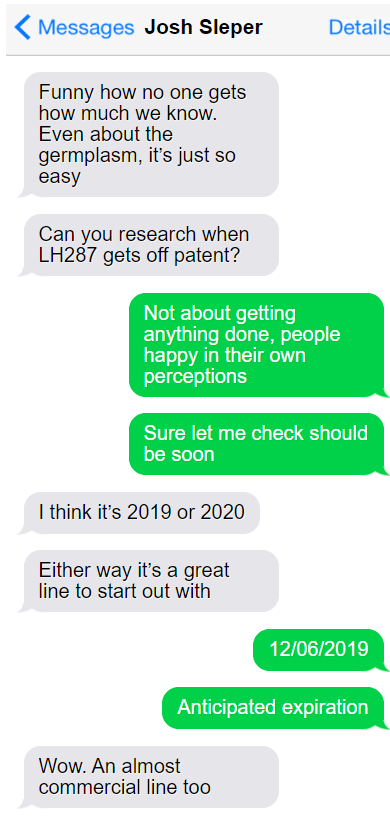 Messages Josh Sleper Details
Funny how no one gets
how much we know.
Even about the
germplasm, it's just so
easy
Can you research when
LH287 gets off patent?
Not about getting
anything done, people
happy in their own
perceptions
Sure let me check should
be soon
I think it's 2019 or 2020
Either way it's a great
line to start out with
12/06/2019
Anticipated expiration
Wow. An almost
commercial line too